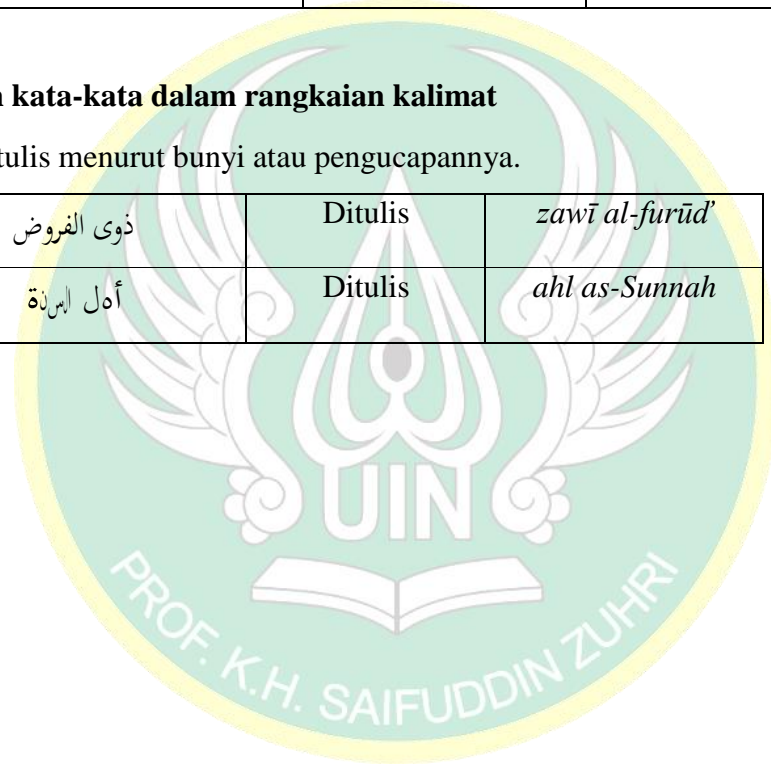 kata-kata dalam rangkaian kalimat
tulis menurut bunyi atau pengucapannya.
ذوى الفروض Ditulis zawī al-furūd'
أهل السنة Ditulis ahl as-Sunnah
UIN
PROF. K.H. SAIFUDDIN ZUHRI